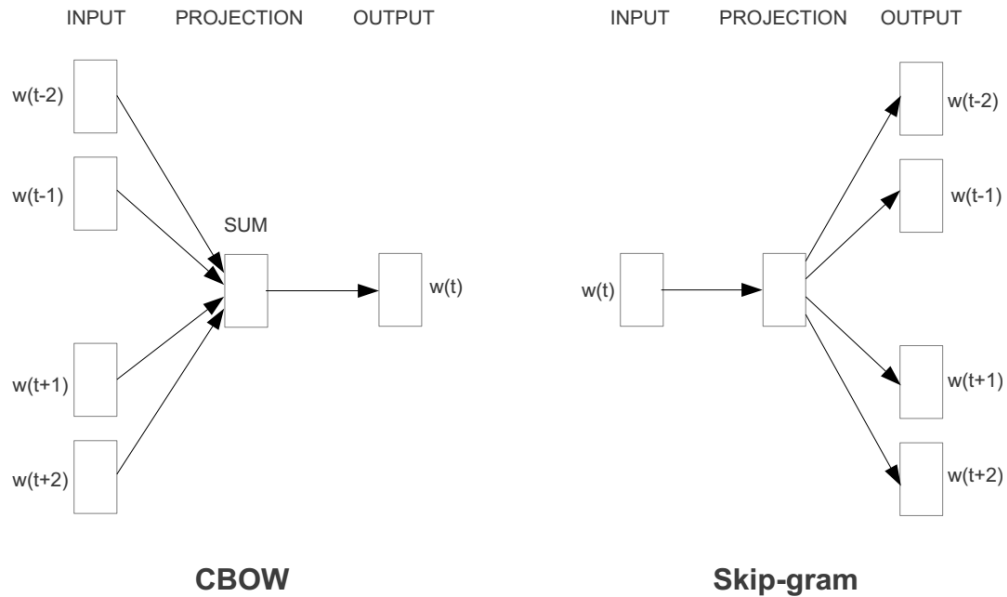 INPUT PROJECTION OUTPUT
w(t-2)
w(t-1)
SUM
w(t)
w(t+1)
w(t+2)
CBOW
INPUT PROJECTION OUTPUT
w(t-2)
w(t-1)
w(t)
w(t+1)
w(t+2)
Skip-gram